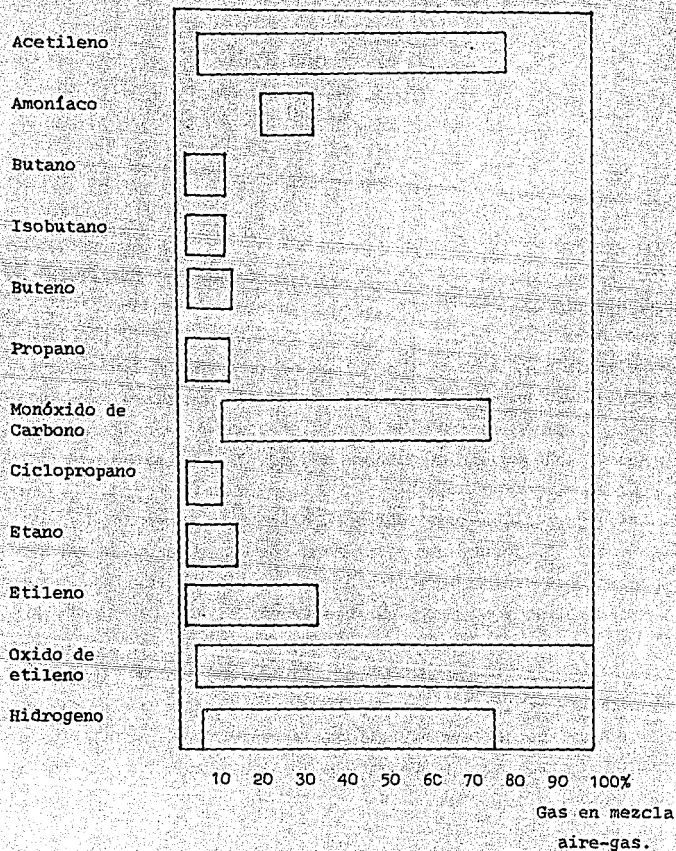 Acetileno
Amoníaco
Butano
Isobutano
Buteno
Propano
Monóxido de
Carbono
Ciclopropano
Etano
Etileno
Oxido de
etileno
Hidrogeno
10 20 30 40 50 60 70 80 90 100%
Gas en mezcla
aire-gas.